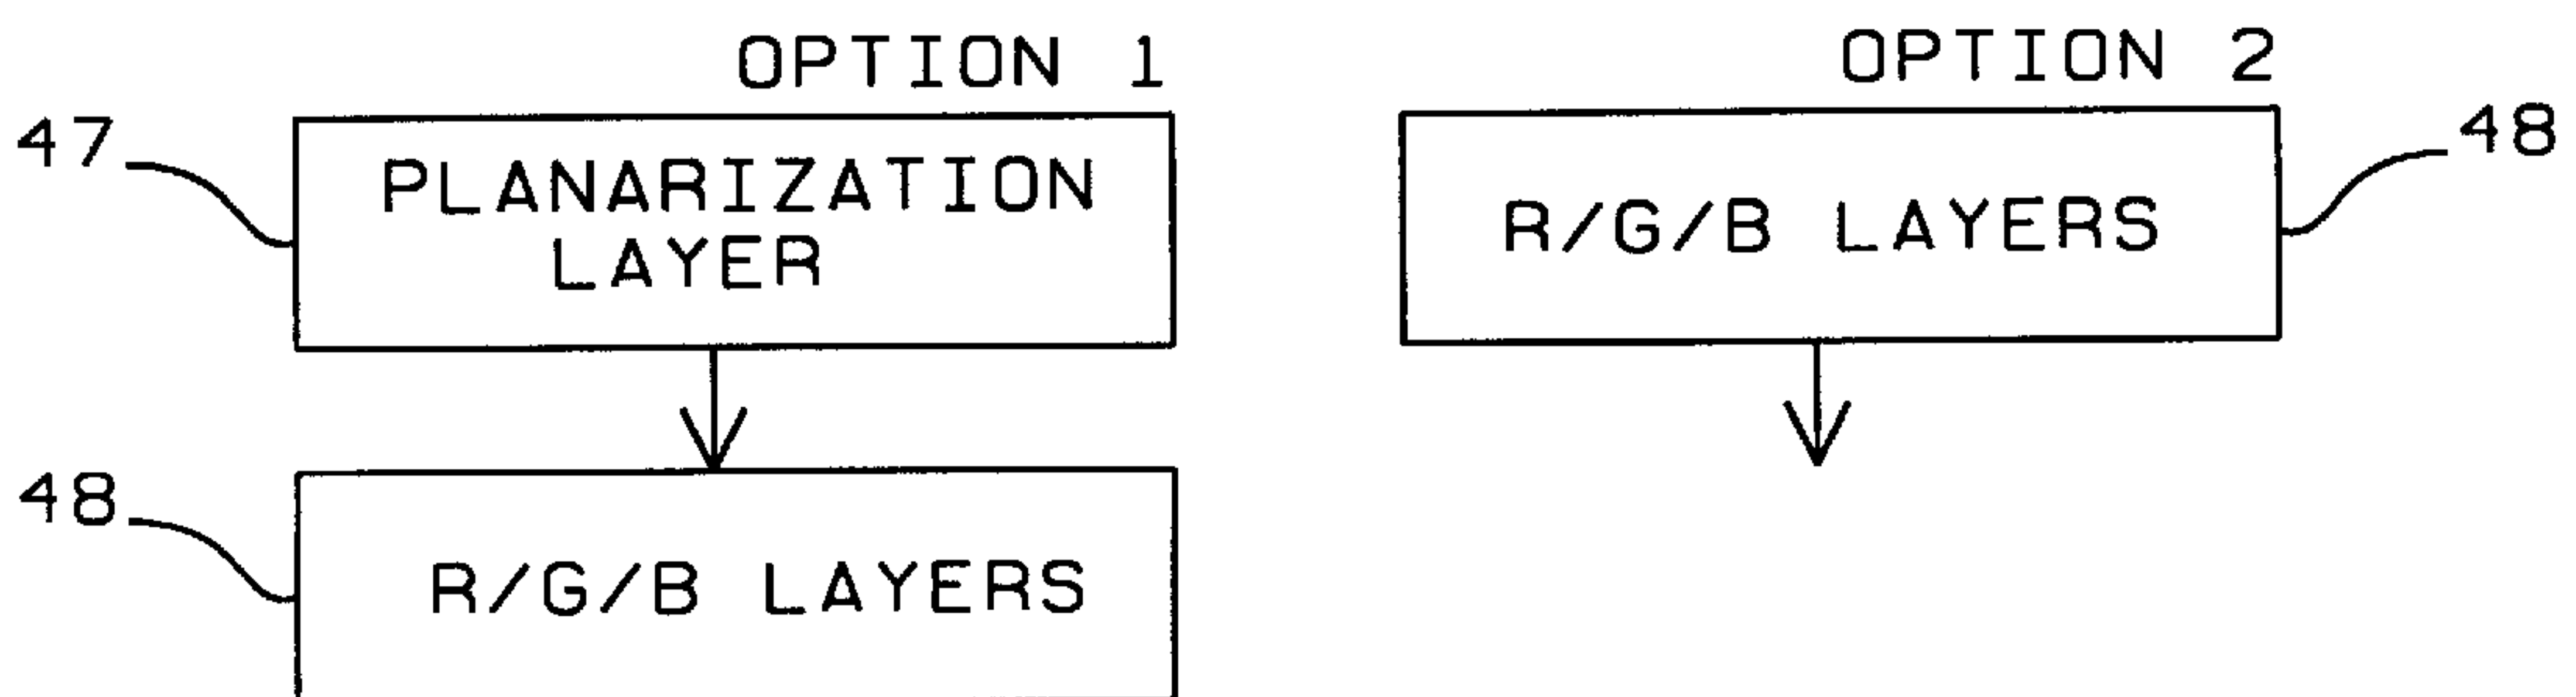 OPTION 1
47
PLANARIZATION
LAYER
48
R/G/B LAYERS
OPTION 2
R/G/B LAYERS
48